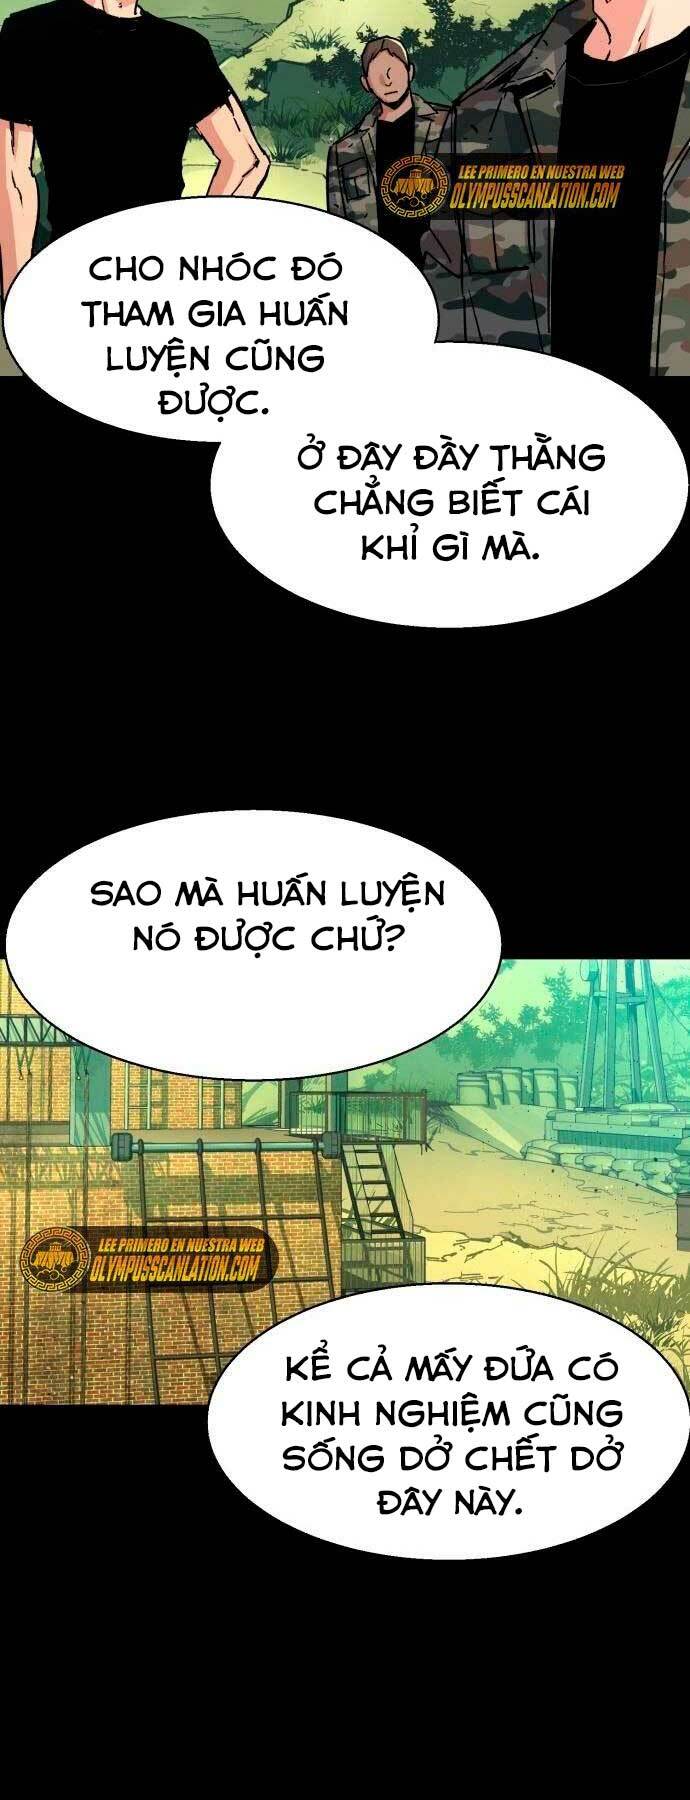 LEE PRIMERO EN NUESTRA WEB
OLYMPUSSCANLATION.COM
CHO NHÓC ĐÓ
THAM GIA HUẤN
LUYỆN CŨNG
ĐƯỢC.
Ở ĐÂY ĐẦY THẰNG
CHẲNG BIẾT CÁI
KHỈ GÌ MÀ.
SAO MÀ HUẤN LUYỆN
NÓ ĐƯỢC CHỨ?
LEE PRIMERO EN NUESTRA WEB
OLYMPUSSCANLATION.COM
KỂ CẢ MẤY ĐỨA CÓ
KINH NGHIỆM CŨNG
SỐNG DỞ CHẾT DỞ
ĐÂY NÀY.